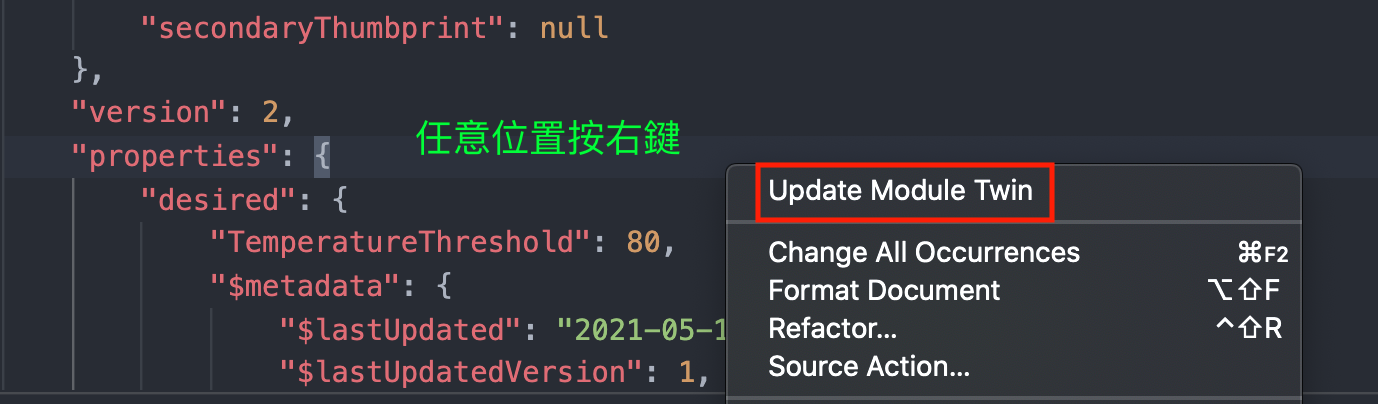 "secondaryThumbprint": null
},
"version": 2,
任意位置按右鍵
"properties": {
"desired": {
"TemperatureThreshold": 80,
"$metadata": {
"$lastUpdated": "2021-05-1
"$lastUpdatedVersion": 1,
Update Module Twin
Change All Occurrences ⌘F2
Format Document ⌥⇧F
Refactor... ^⇧R
Source Action...